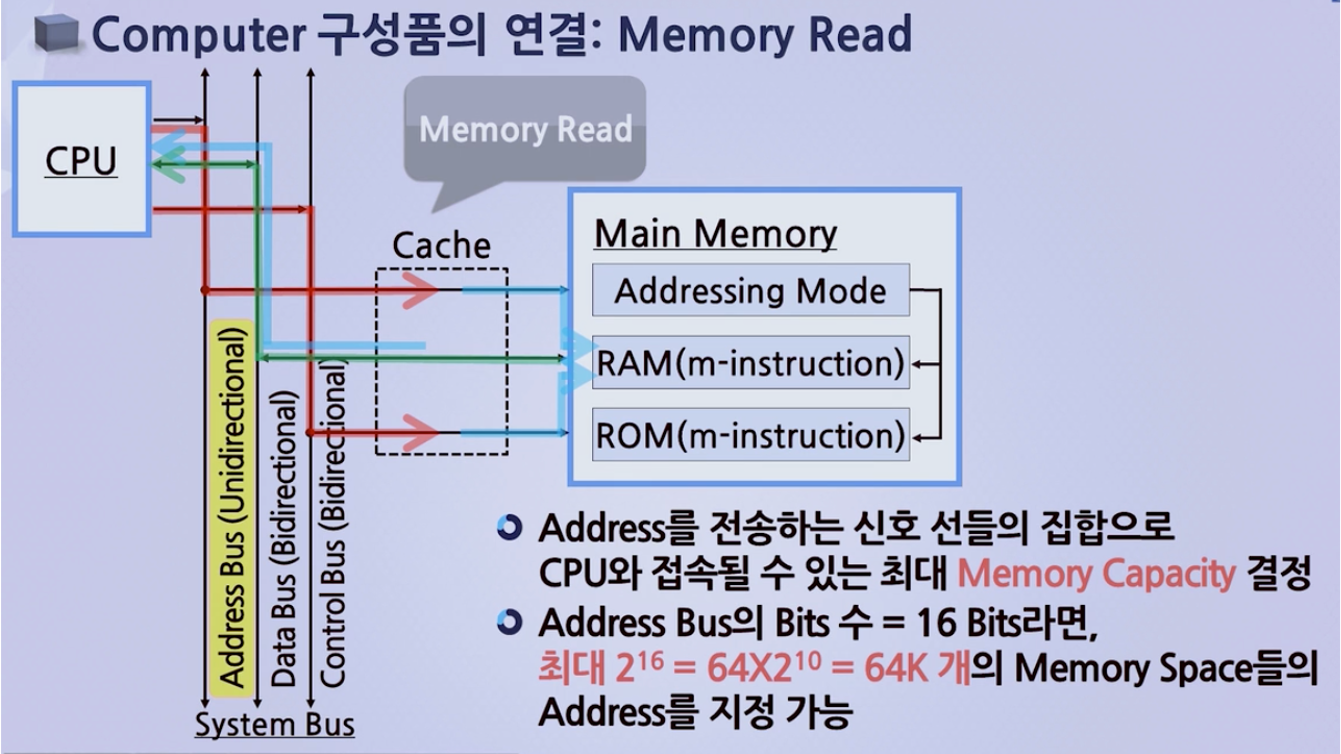 Computer 구성품의 연결: Memory Read
CPU
Memory Read
Cache
Main Memory
Addressing Mode
RAM(m-instruction)
ROM(m-instruction)
Address Bus (Unidirectional)
Data Bus (Bidirectional)
Control Bus (Bidirectional)
System Bus
Address를 전송하는 신호 선들의 집합으로
CPU와 접속될 수 있는 최대 Memory Capacity 결정
Address Bus의 Bits 수 = 16 Bits라면,
최대 2¹⁶ = 64X2¹⁰ = 64K 개의 Memory Space들의
Address를 지정 가능